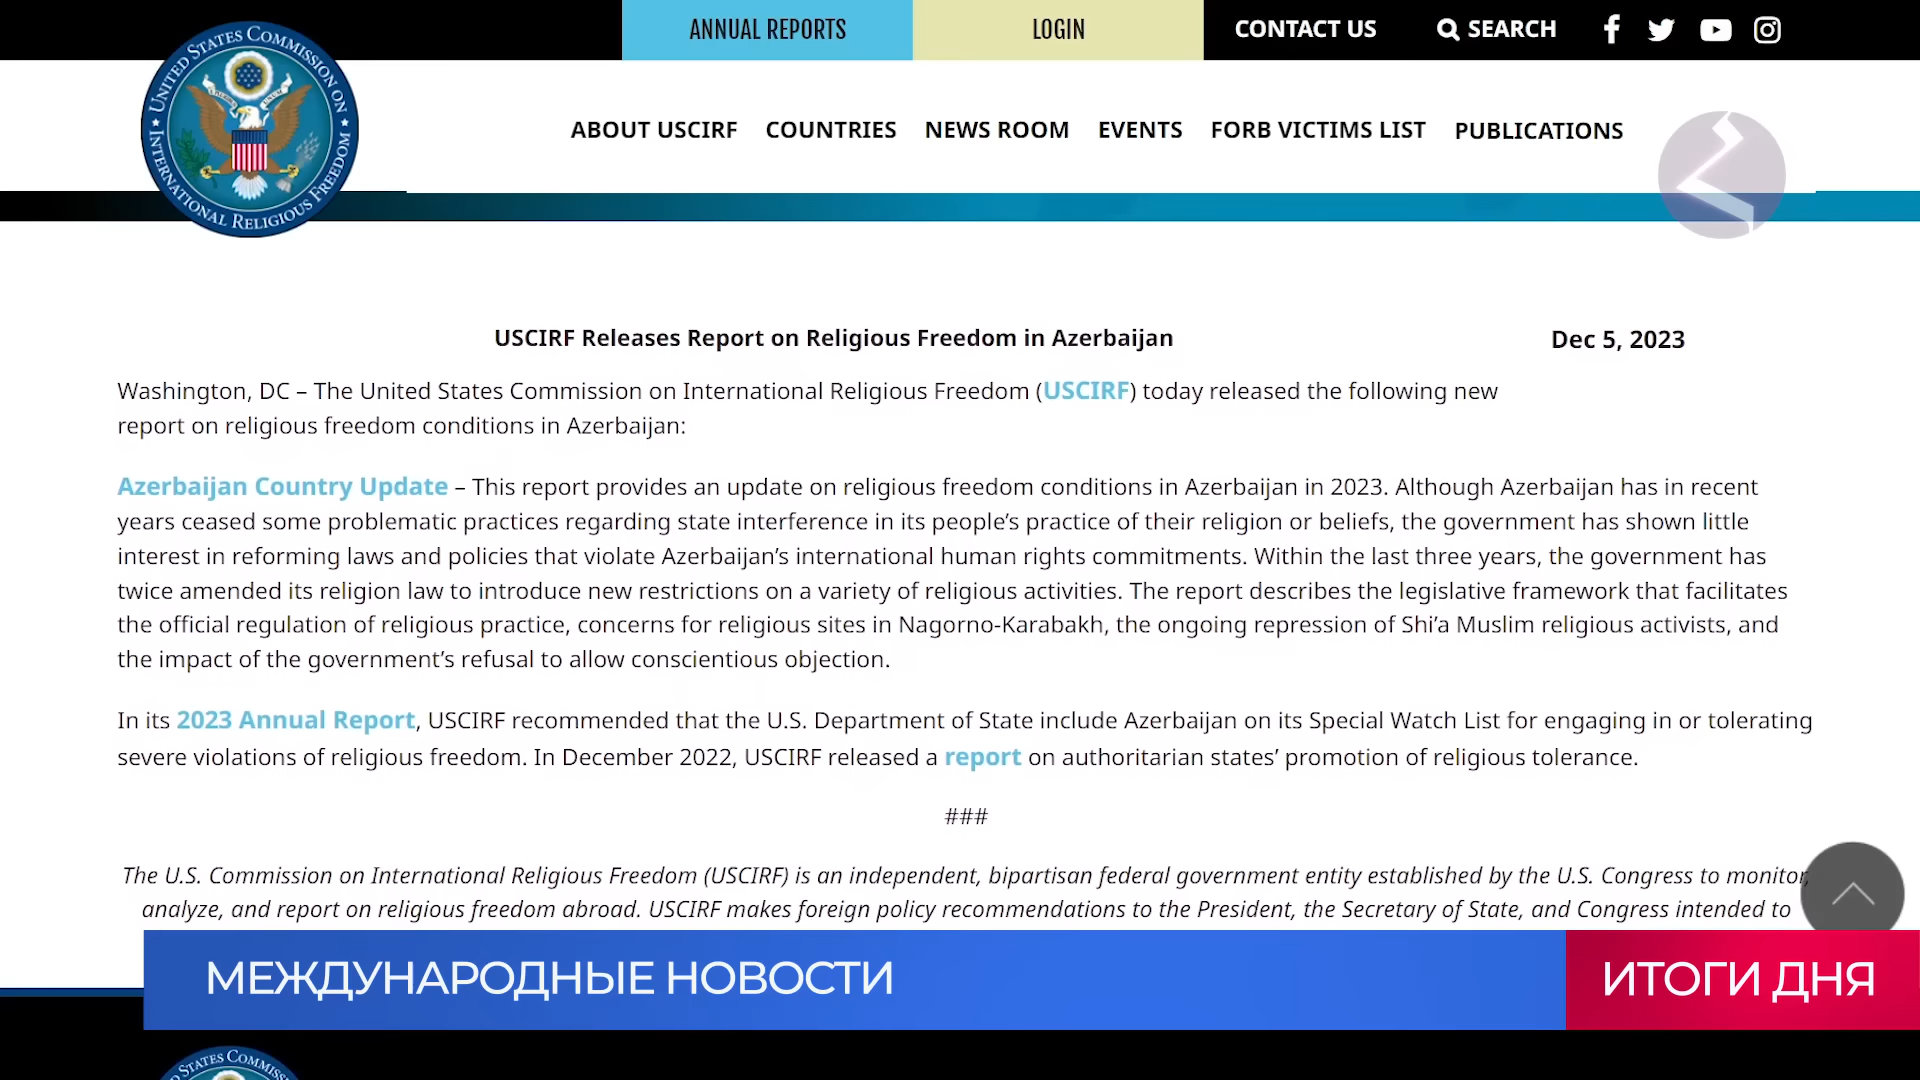 ANNUAL REPORTS
LOGIN
CONTACT US
SEARCH
UNITED STATES COMMISSION ON INTERNATIONAL RELIGIOUS FREEDOM
ABOUT USCIRF
COUNTRIES
NEWS ROOM
EVENTS
FORB VICTIMS LIST
PUBLICATIONS
USCIRF Releases Report on Religious Freedom in Azerbaijan
Dec 5, 2023
Washington, DC – The United States Commission on International Religious Freedom (USCIRF) today released the following new
report on religious freedom conditions in Azerbaijan:
Azerbaijan Country Update – This report provides an update on religious freedom conditions in Azerbaijan in 2023. Although Azerbaijan has in recent
years ceased some problematic practices regarding state interference in its people’s practice of their religion or beliefs, the government has shown little
interest in reforming laws and policies that violate Azerbaijan’s international human rights commitments. Within the last three years, the government has
twice amended its religion law to introduce new restrictions on a variety of religious activities. The report describes the legislative framework that facilitates
the official regulation of religious practice, concerns for religious sites in Nagorno-Karabakh, the ongoing repression of Shi’a Muslim religious activists, and
the impact of the government’s refusal to allow conscientious objection.
In its 2023 Annual Report, USCIRF recommended that the U.S. Department of State include Azerbaijan on its Special Watch List for engaging in or tolerating
severe violations of religious freedom. In December 2022, USCIRF released a report on authoritarian states’ promotion of religious tolerance.
###
The U.S. Commission on International Religious Freedom (USCIRF) is an independent, bipartisan federal government entity established by the U.S. Congress to monitor,
analyze, and report on religious freedom abroad. USCIRF makes foreign policy recommendations to the President, the Secretary of State, and Congress intended to
МЕЖДУНАРОДНЫЕ НОВОСТИ
ИТОГИ ДНЯ
STATES